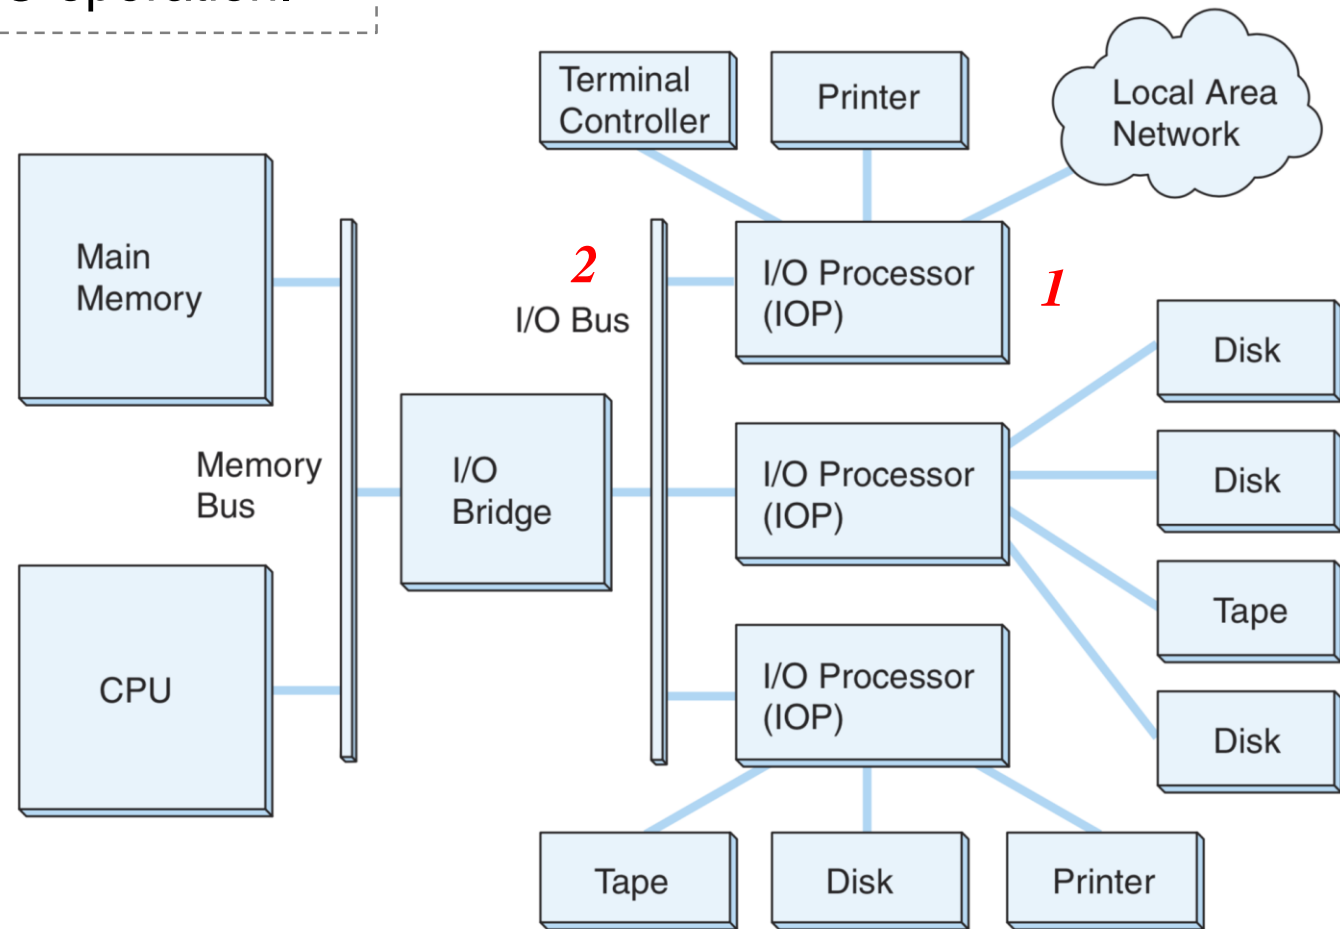 operation.
Terminal
Controller
Printer
Local Area
Network
Main
Memory
2
I/O Bus
I/O Processor
(IOP)
1
Disk
Memory
Bus
I/O
Bridge
I/O Processor
(IOP)
Disk
Tape
CPU
I/O Processor
(IOP)
Disk
Tape
Disk
Printer